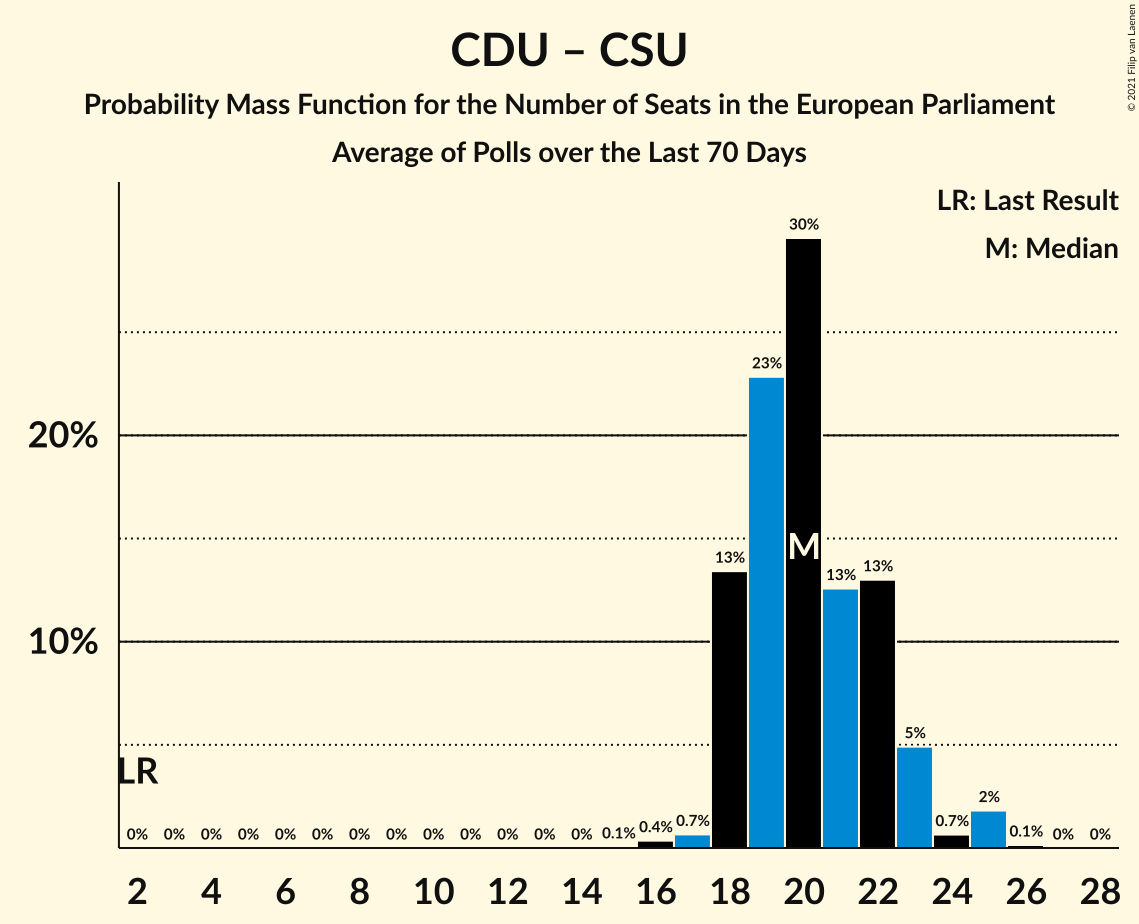 CDU – CSU
Probability Mass Function for the Number of Seats in the European Parliament
Average of Polls over the Last 70 Days
© 2021 Filip van Laenen
LR: Last Result
M: Median
20%
10%
LR
M
0% 0% 0% 0% 0% 0% 0% 0% 0% 0% 0% 0% 0% 0.1% 0.4% 0.7% 13% 23% 30% 13% 13% 5% 0.7% 2% 0.1% 0% 0%
2 4 6 8 10 12 14 16 18 20 22 24 26 28